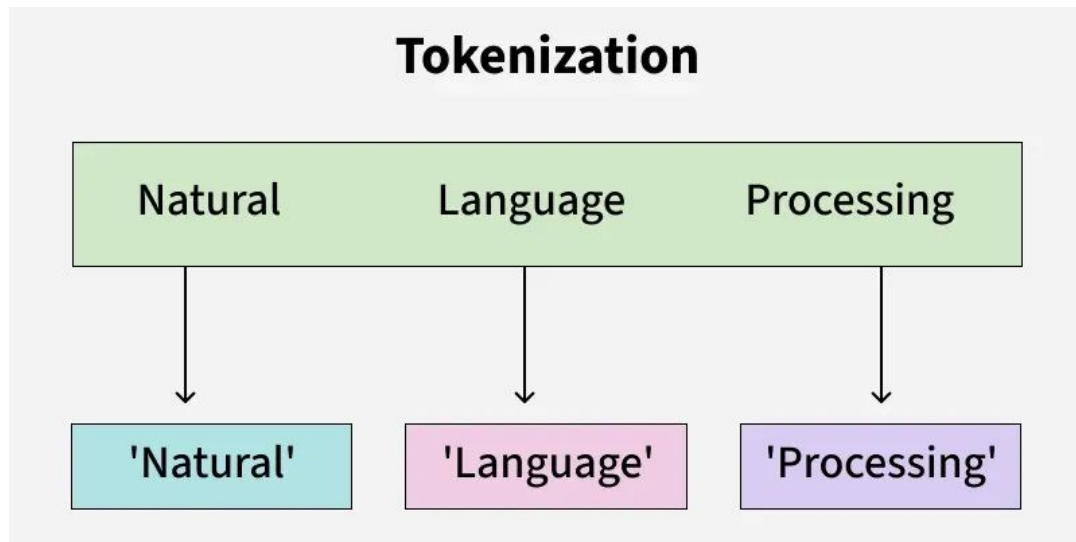 Tokenization
Natural Language Processing
'Natural' 'Language' 'Processing'